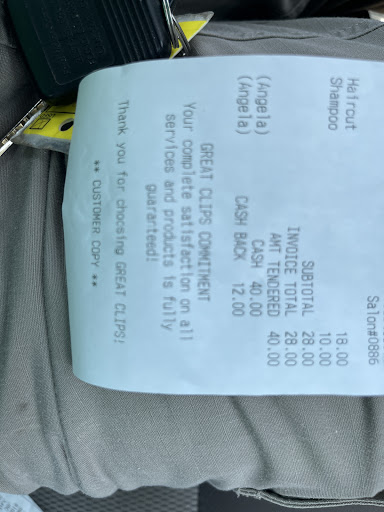 Salon#0886
Haircut (Angela) 18.00
Shampoo (Angela) 10.00
SUBTOTAL 28.00
INVOICE TOTAL 28.00
AMT TENDERED 40.00
CASH 40.00
CASH BACK 12.00
GREAT CLIPS COMMITMENT
Your complete satisfaction on all
services and products is fully
guaranteed!
Thank you for choosing GREAT CLIPS!
** CUSTOMER COPY **